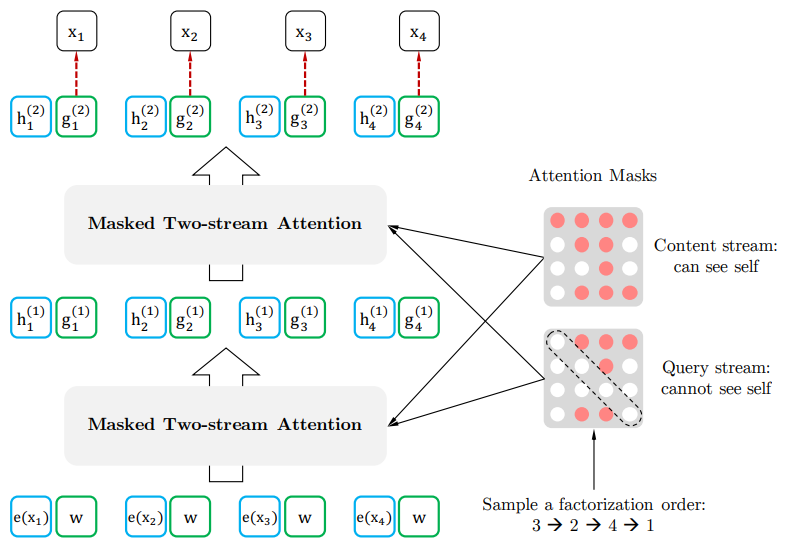 x₁ x₂ x₃ x₄
h₁⁽²⁾ g₁⁽²⁾ h₂⁽²⁾ g₂⁽²⁾ h₃⁽²⁾ g₃⁽²⁾ h₄⁽²⁾ g₄⁽²⁾
Attention Masks
Masked Two-stream Attention
Content stream:
can see self
h₁⁽¹⁾ g₁⁽¹⁾ h₂⁽¹⁾ g₂⁽¹⁾ h₃⁽¹⁾ g₃⁽¹⁾ h₄⁽¹⁾ g₄⁽¹⁾
Query stream:
cannot see self
Masked Two-stream Attention
e(x₁) w e(x₂) w e(x₃) w e(x₄) w
Sample a factorization order:
3 → 2 → 4 → 1